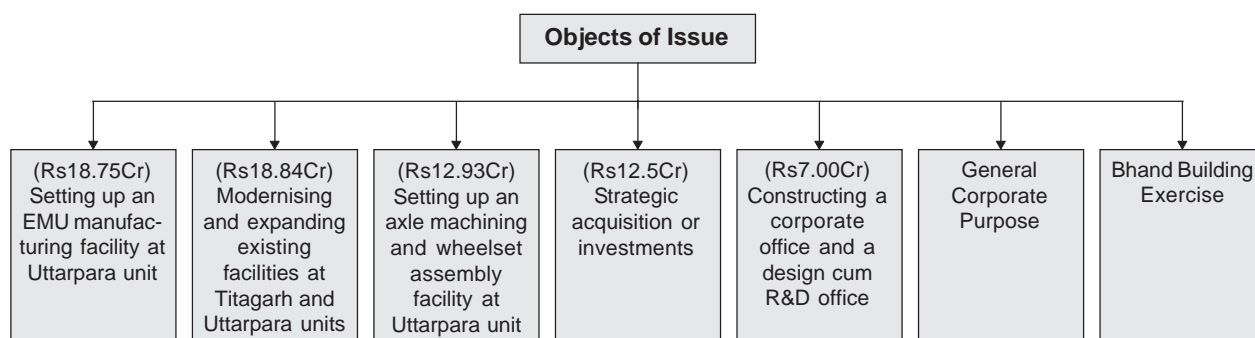 Objects of Issue
(Rs18.75Cr)
Setting up an
EMU manufac-
turing facility at
Uttarpara unit
(Rs18.84Cr)
Modernising
and expanding
existing
facilities at
Titagarh and
Uttarpara units
(Rs12.93Cr)
Setting up an
axle machining
and wheelset
assembly
facility at
Uttarpara unit
(Rs12.5Cr)
Strategic
acquisition or
investments
(Rs7.00Cr)
Constructing a
corporate
office and a
design cum
R&D office
General
Corporate
Purpose
Bhand Building
Exercise